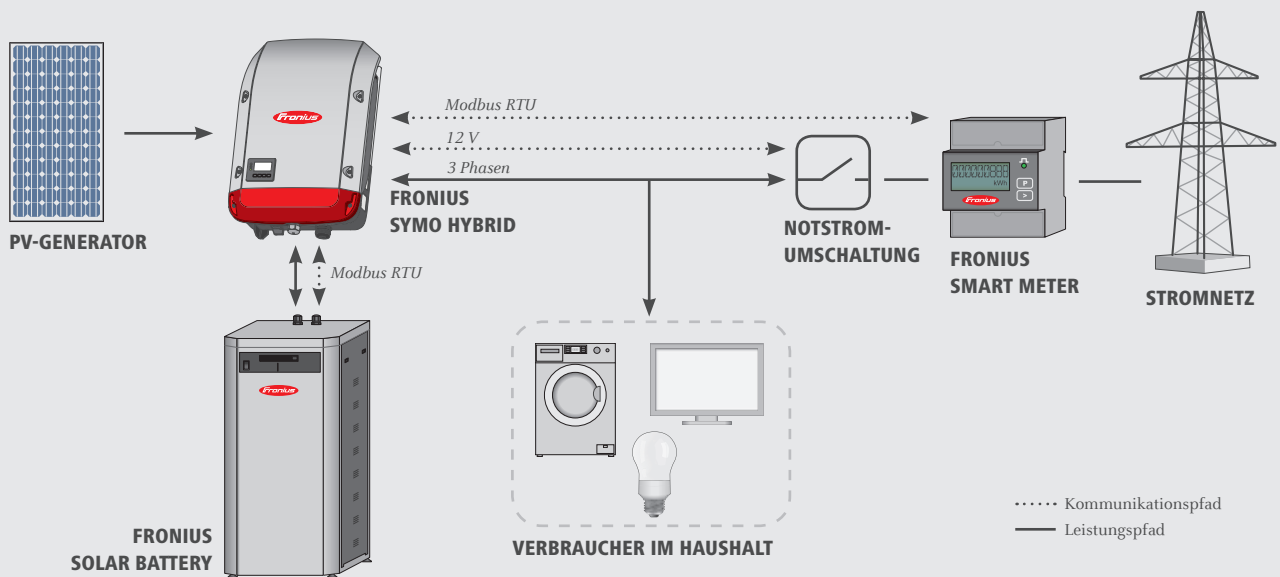 Modbus RTU
12 V
3 Phasen
Fronius
PV-GENERATOR
FRONIUS
SYMO HYBRID
NOTSTROM-
UMSCHALTUNG
kWh
P
>
Fronius
FRONIUS
SMART METER
STROMNETZ
Modbus RTU
Fronius
FRONIUS
SOLAR BATTERY
VERBRAUCHER IM HAUSHALT
Kommunikationspfad
Leistungspfad